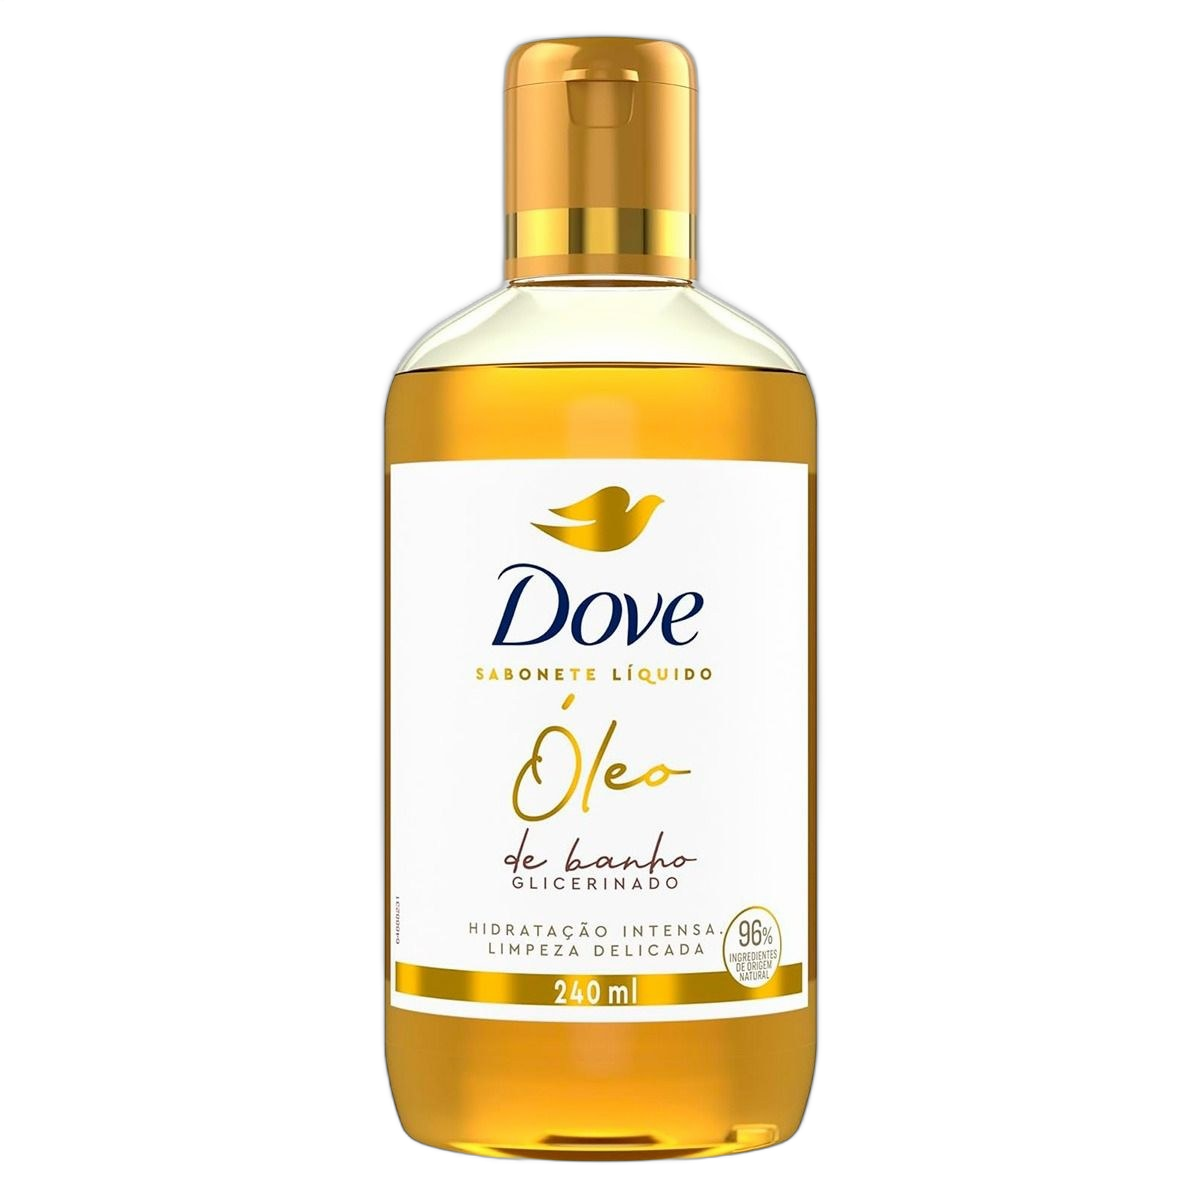 Dove
SABONETE LÍQUIDO
Óleo
de banho
GLICERINADO
HIDRATAÇÃO INTENSA.
LIMPEZA DELICADA
96%
INGREDIENTES
DE ORIGEM
NATURAL
240 ml